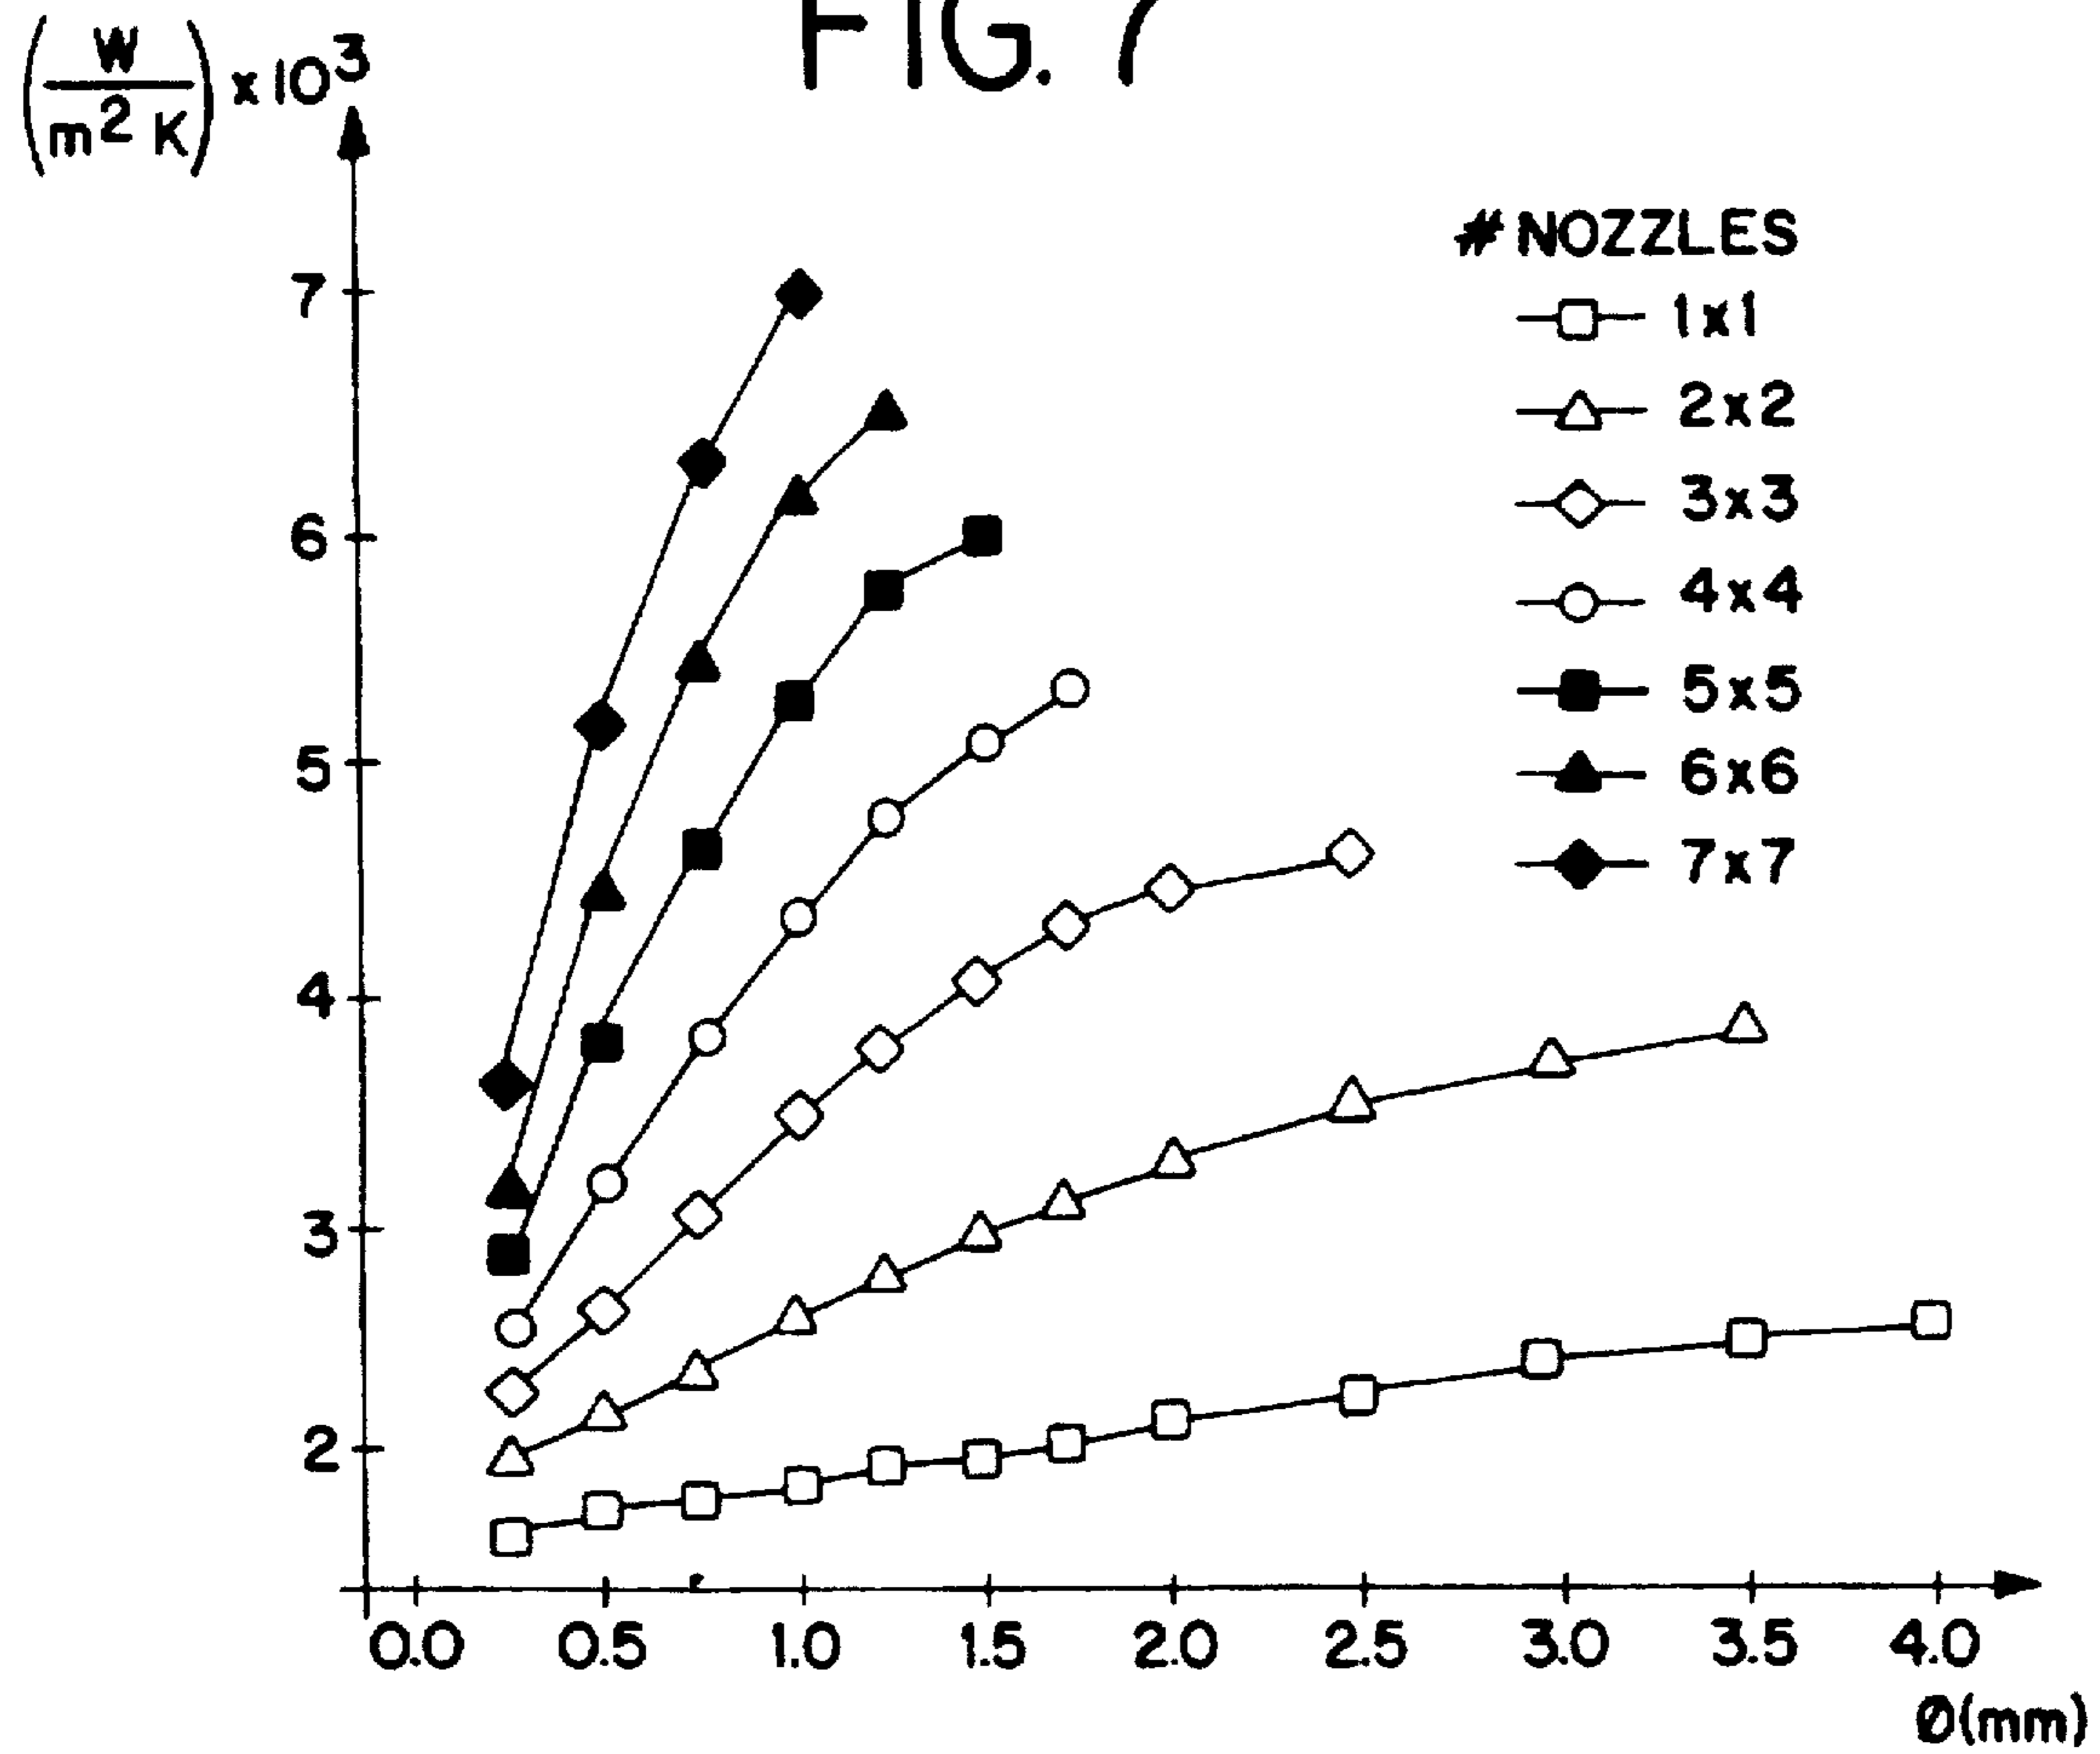 FIG. 7
(W/m² K) x10³
#NOZZLES
1x1
2x2
3x3
4x4
5x5
6x6
7x7
7
6
5
4
3
2
0.0 0.5 1.0 1.5 2.0 2.5 3.0 3.5 4.0
Ø(mm)